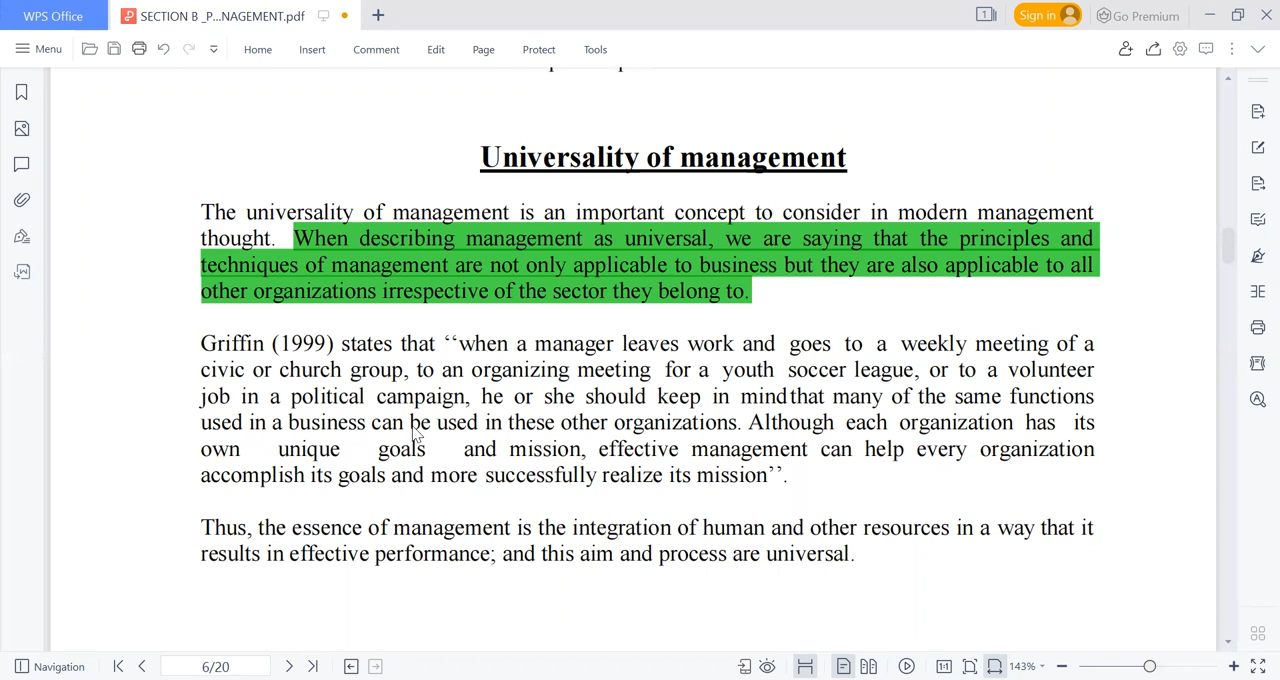 WPS Office
SECTION B _P...NAGEMENT.pdf
1
Sign in
Go Premium
Menu
Home
Insert
Comment
Edit
Page
Protect
Tools
Universality of management
The universality of management is an important concept to consider in modern management
thought. When describing management as universal, we are saying that the principles and
techniques of management are not only applicable to business but they are also applicable to all
other organizations irrespective of the sector they belong to.
Griffin (1999) states that ‘‘when a manager leaves work and goes to a weekly meeting of a
civic or church group, to an organizing meeting for a youth soccer league, or to a volunteer
job in a political campaign, he or she should keep in mindthat many of the same functions
used in a business can be used in these other organizations. Although each organization has its
own unique goals and mission, effective management can help every organization
accomplish its goals and more successfully realize its mission’’.
Thus, the essence of management is the integration of human and other resources in a way that it
results in effective performance; and this aim and process are universal.
Navigation
6/20
1:1
143%